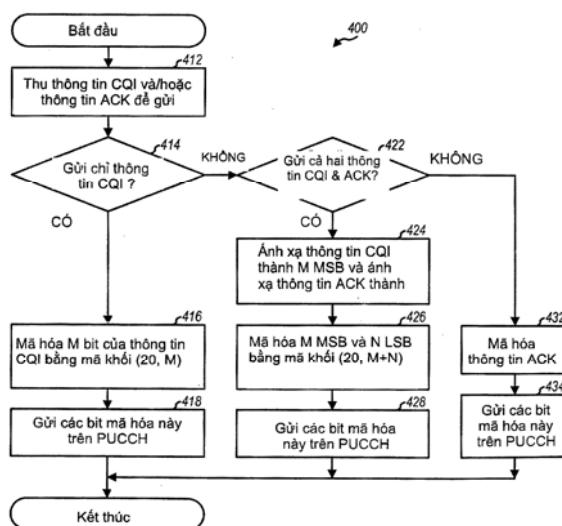 Bắt đầu
400
412
Thu thông tin CQI và/hoặc
thông tin ACK để gửi
414
Gửi chỉ thông
tin CQI ?
KHÔNG
CÓ
422
Gửi cả hai thông
tin CQI & ACK?
KHÔNG
CÓ
424
Ánh xạ thông tin CQI
thành M MSB và ánh
xạ thông tin ACK thành
416
Mã hóa M bit của thông tin
CQI bằng mã khối (20, M)
426
Mã hóa M MSB và N LSB
bằng mã khối (20, M+N)
432
Mã hóa
thông tin ACK
418
Gửi các bit mã hóa này
trên PUCCH
428
Gửi các bit mã hóa
này trên PUCCH
434
Gửi các bit
mã hóa này
trên PUCCH
Kết thúc